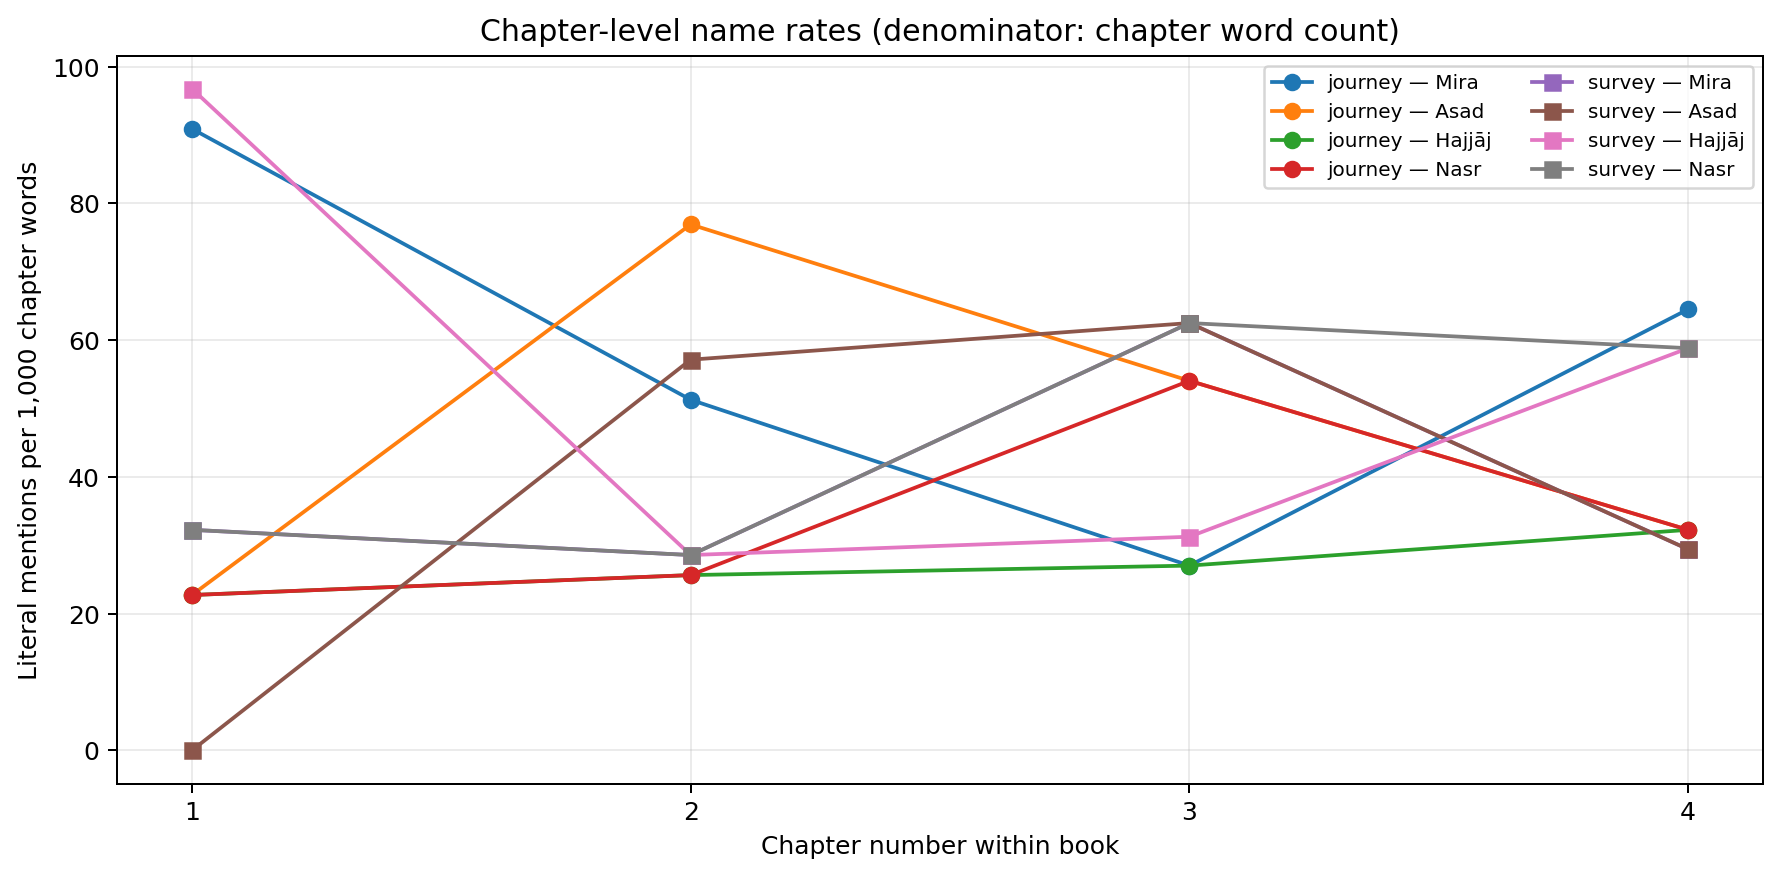 Chapter-level name rates (denominator: chapter word count)
Literal mentions per 1,000 chapter words
100
80
60
40
20
0
journey — Mira
journey — Asad
journey — Hajjāj
journey — Nasr
survey — Mira
survey — Asad
survey — Hajjāj
survey — Nasr
1 2 3 4
Chapter number within book